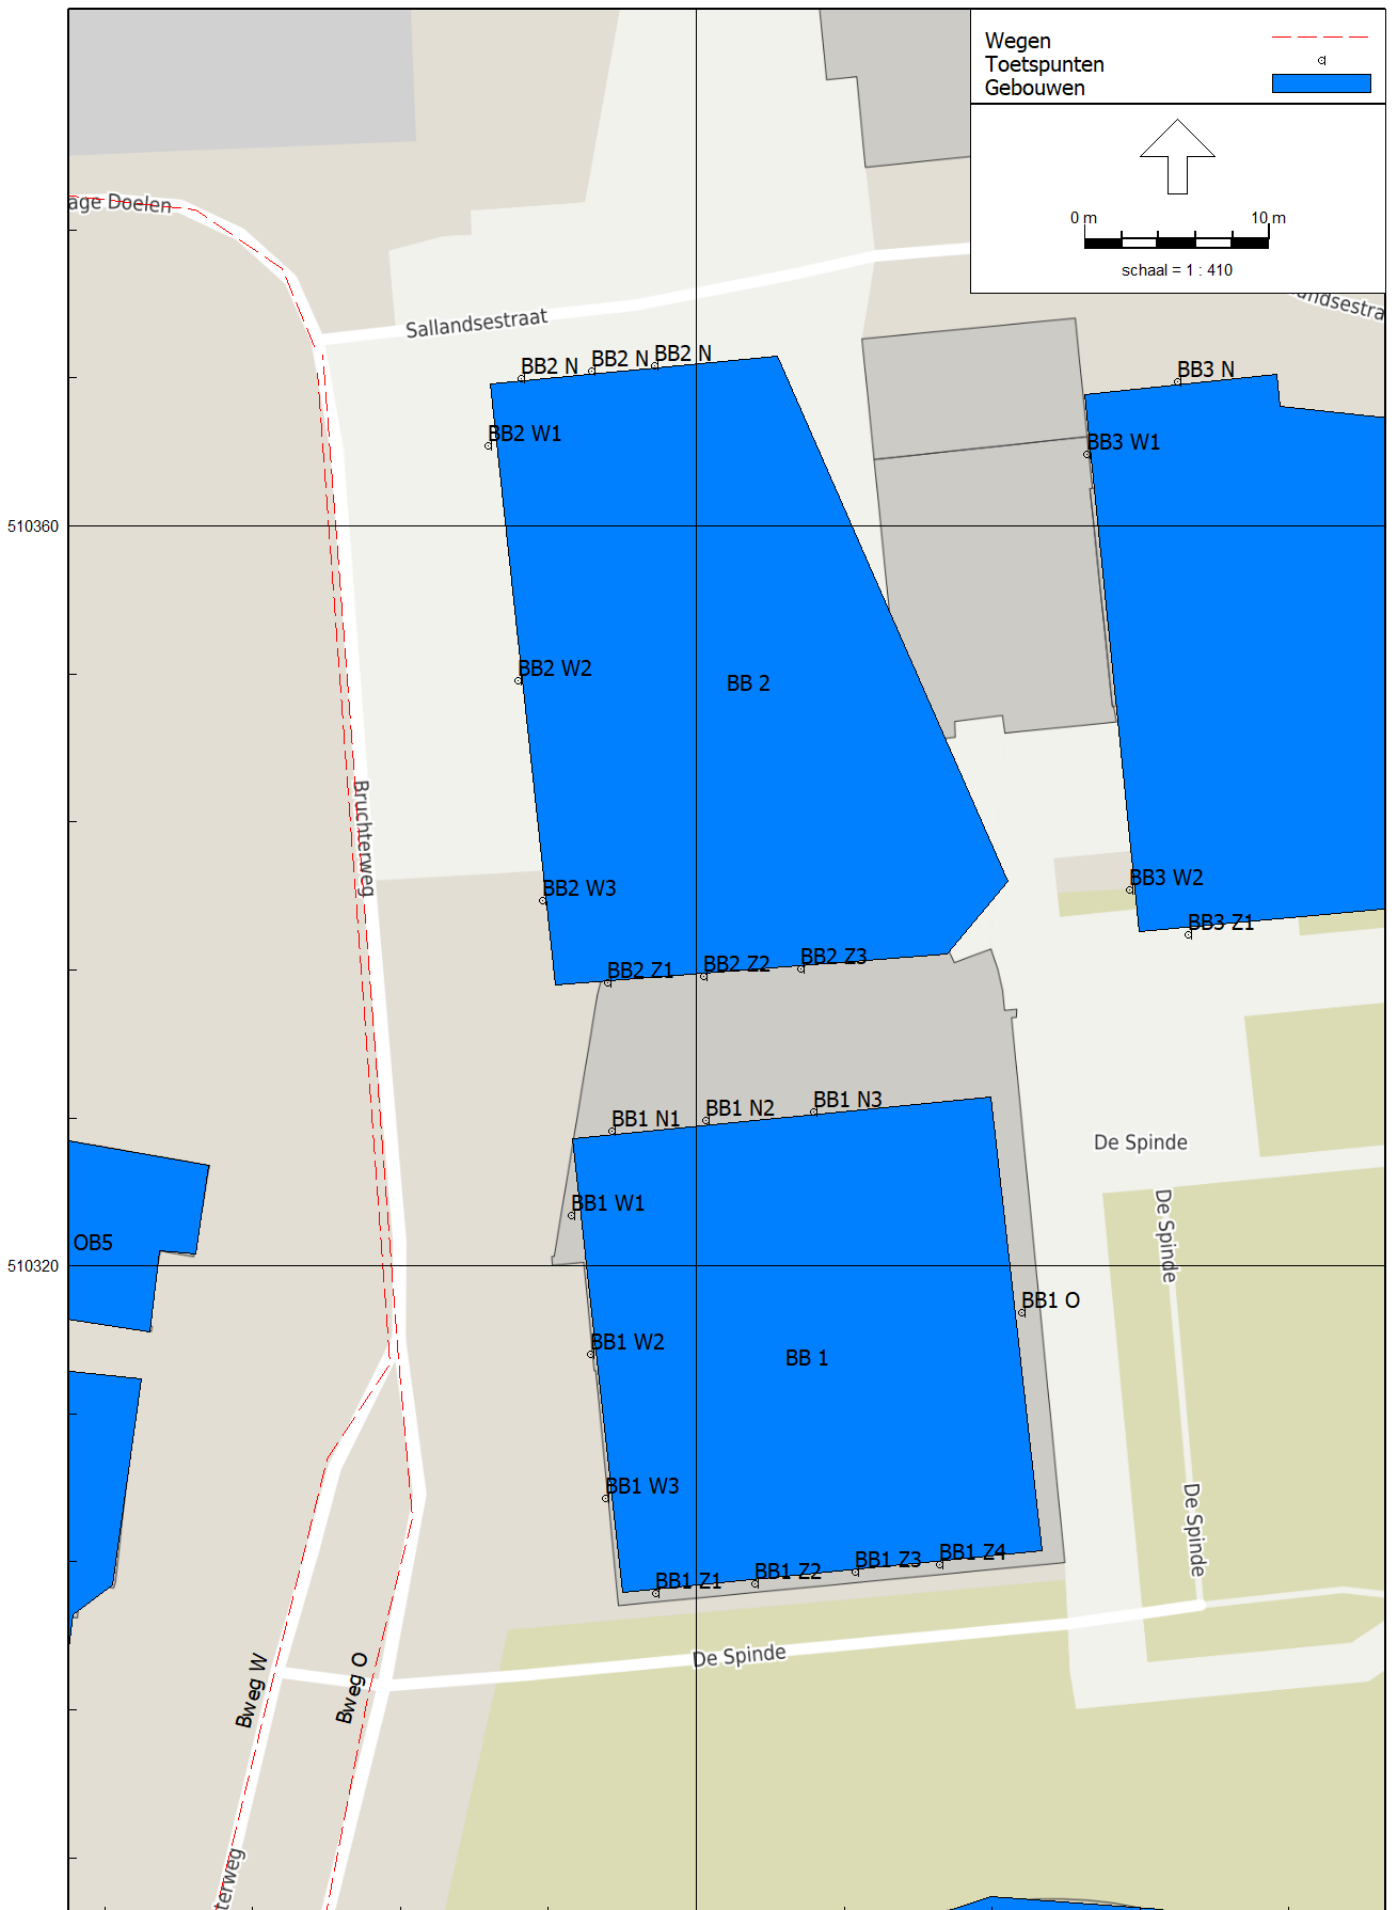 Wegen
Toetspunten
Gebouwen
0 m
10 m
schaal = 1 : 410
age Doelen
Sallandsestraat
BB2 N
BB2 N
BB2 N
BB3 N
BB2 W1
BB3 W1
510360
BB2 W2
BB 2
Bruchterweg
BB2 W3
BB3 W2
BB3 Z1
BB2 Z1
BB2 Z2
BB2 Z3
BB1 N1
BB1 N2
BB1 N3
De Spinde
BB1 W1
De Spinde
OB5
510320
BB1 O
BB1 W2
BB 1
BB1 W3
De Spinde
BB1 Z1
BB1 Z2
BB1 Z3
BB1 Z4
De Spinde
Bweg W
Bweg O
terweg